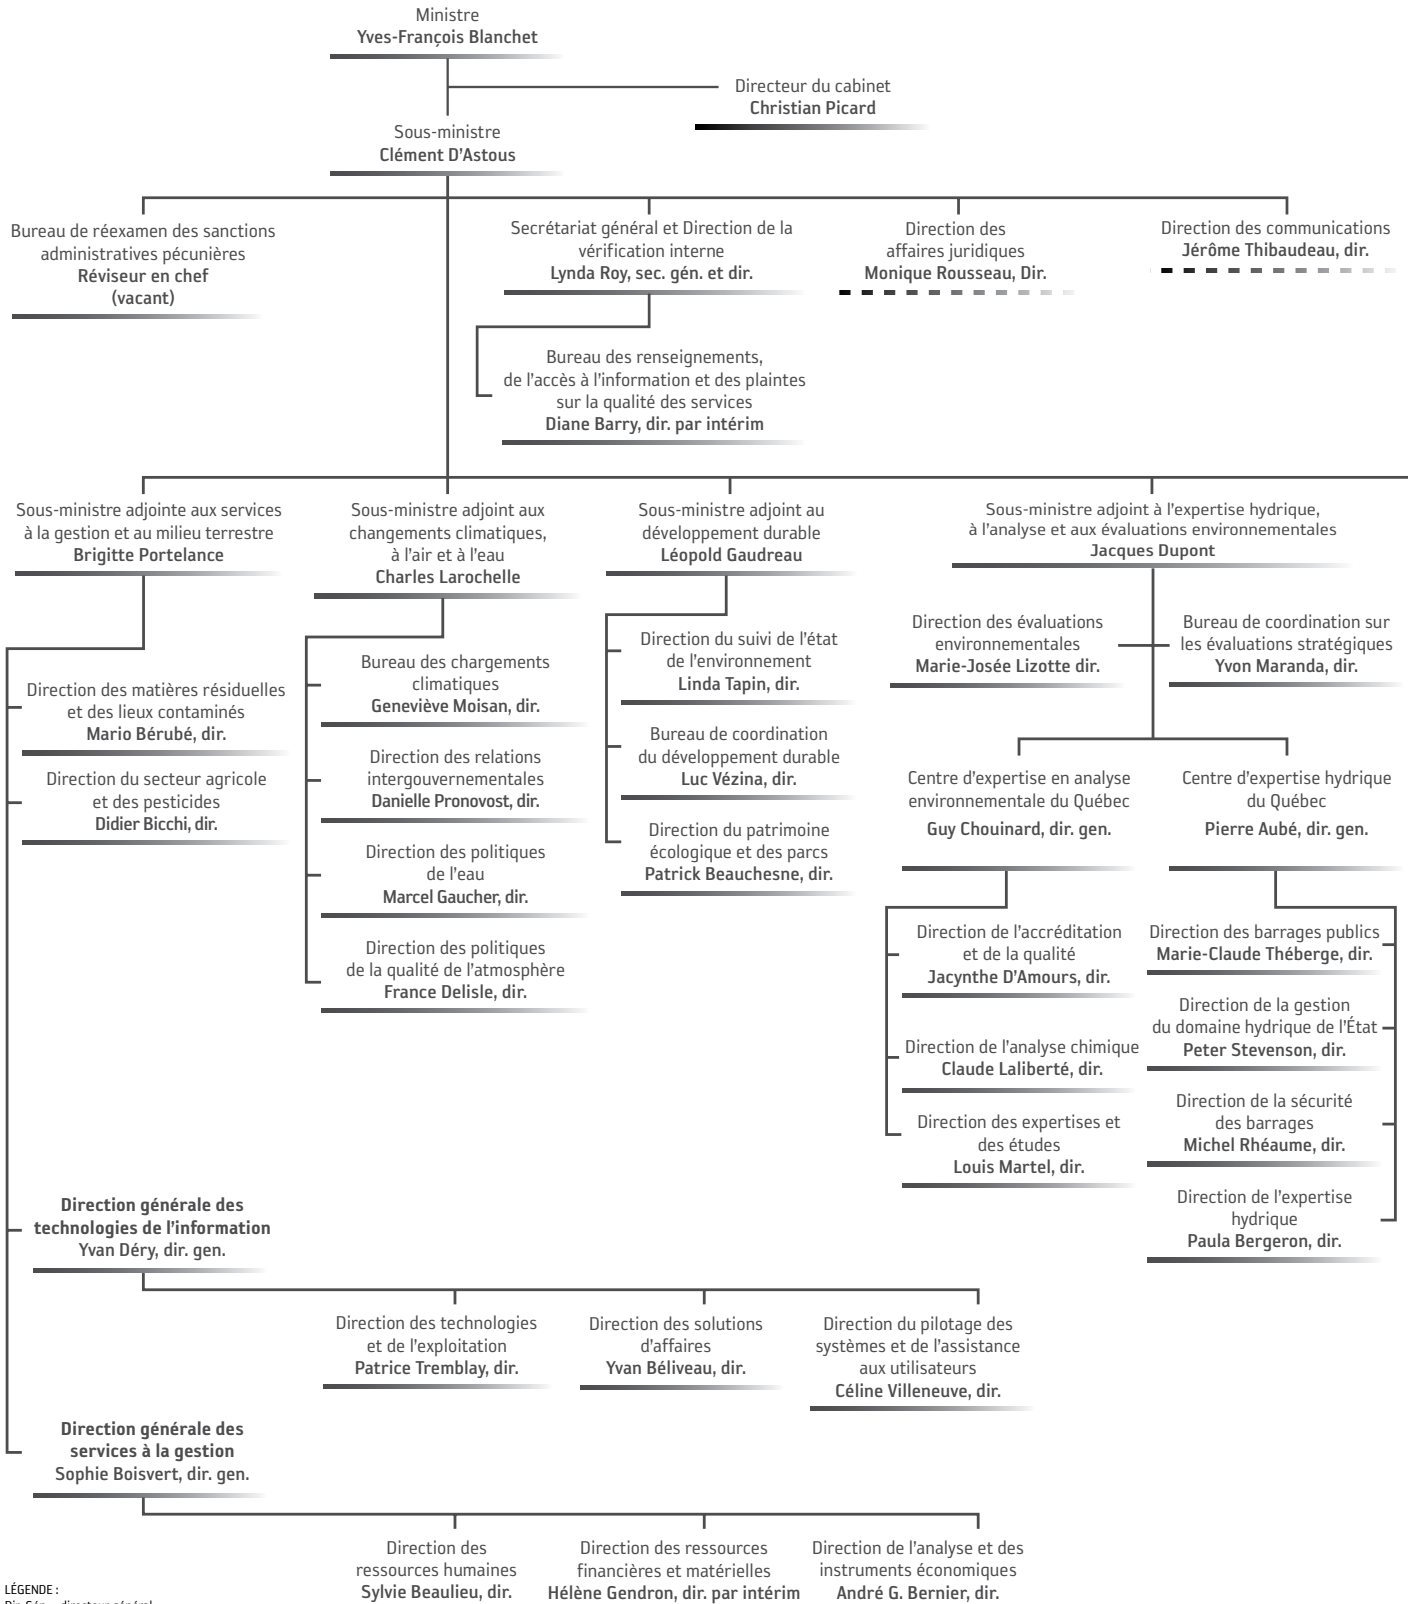 Ministre
Yves-François Blanchet
Directeur du cabinet
Christian Picard
Sous-ministre
Clément D'Astous
Bureau de réexamen des sanctions
administratives pécunières
Réviseur en chef
(vacant)
Secrétariat général et Direction de la
vérification interne
Lynda Roy, sec. gén. et dir.
Direction des
affaires juridiques
Monique Rousseau, Dir.
Direction des communications
Jérôme Thibaudeau, dir.
Bureau des renseignements,
de l'accès à l'information et des plaintes
sur la qualité des services
Diane Barry, dir. par intérim
Sous-ministre adjointe aux services
à la gestion et au milieu terrestre
Brigitte Portelance
Direction des matières résiduelles
et des lieux contaminés
Mario Bérubé, dir.
Direction du secteur agricole
et des pesticides
Didier Bicchi, dir.
Sous-ministre adjoint aux
changements climatiques,
à l'air et à l'eau
Charles Larochelle
Bureau des chargements
climatiques
Geneviève Moisan, dir.
Direction des relations
intergouvernementales
Danielle Pronovost, dir.
Direction des politiques
de l'eau
Marcel Gaucher, dir.
Direction des politiques
de la qualité de l'atmosphère
France Delisle, dir.
Sous-ministre adjoint au
développement durable
Léopold Gaudreau
Direction du suivi de l'état
de l'environnement
Linda Tapin, dir.
Bureau de coordination
du développement durable
Luc Vézina, dir.
Direction du patrimoine
écologique et des parcs
Patrick Beauchesne, dir.
Sous-ministre adjoint à l'expertise hydrique,
à l'analyse et aux évaluations environnementales
Jacques Dupont
Direction des évaluations
environnementales
Marie-Josée Lizotte dir.
Bureau de coordination sur
les évaluations stratégiques
Yvon Maranda, dir.
Centre d'expertise en analyse
environnementale du Québec
Guy Chouinard, dir. gen.
Direction de l'accréditation
et de la qualité
Jacynthe D'Amours, dir.
Direction de l'analyse chimique
Claude Laliberté, dir.
Direction des expertises et
des études
Louis Martel, dir.
Centre d'expertise hydrique
du Québec
Pierre Aubé, dir. gen.
Direction des barrages publics
Marie-Claude Théberge, dir.
Direction de la gestion
du domaine hydrique de l'État
Peter Stevenson, dir.
Direction de la sécurité
des barrages
Michel Rhéaume, dir.
Direction de l'expertise
hydrique
Paula Bergeron, dir.
Direction générale des
technologies de l'information
Yvan Déry, dir. gen.
Direction des technologies
et de l'exploitation
Patrice Tremblay, dir.
Direction des solutions
d'affaires
Yvan Béliveau, dir.
Direction du pilotage des
systèmes et de l'assistance
aux utilisateurs
Céline Villeneuve, dir.
Direction générale des
services à la gestion
Sophie Boisvert, dir. gen.
Direction des
ressources humaines
Sylvie Beaulieu, dir.
Direction des ressources
financières et matérielles
Hélène Gendron, dir. par intérim
Direction de l'analyse et des
instruments économiques
André G. Bernier, dir.
LÉGENDE :